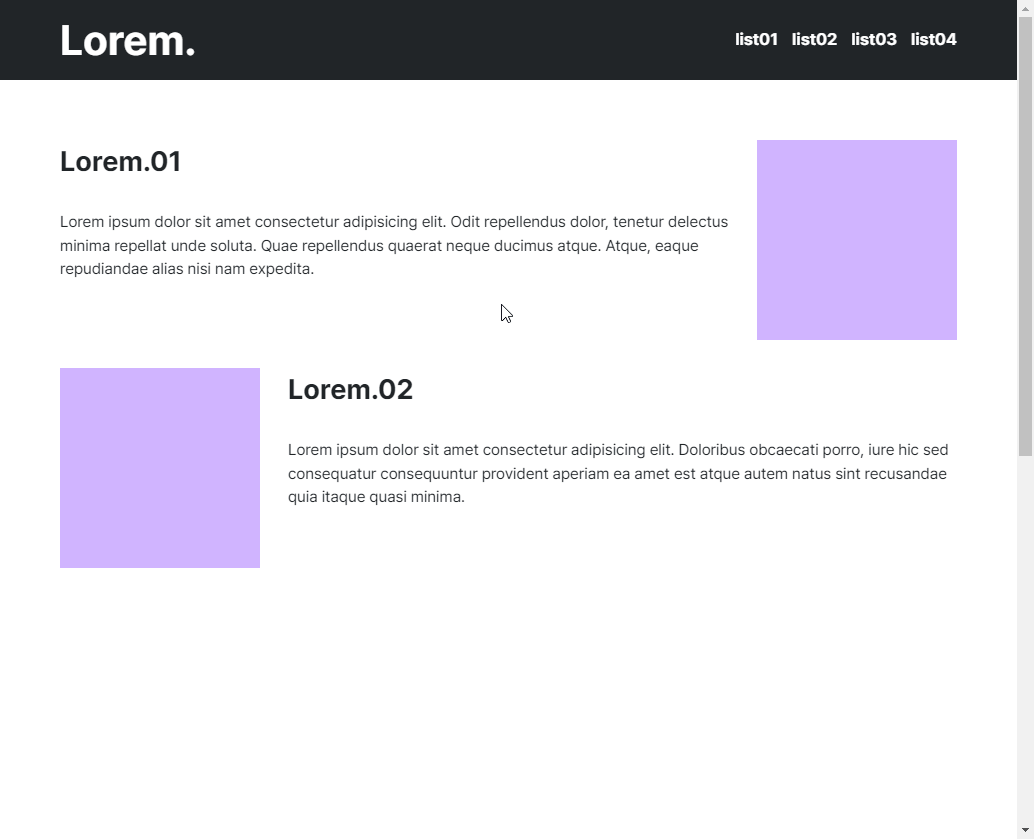 Lorem.
list01 list02 list03 list04
Lorem.01
Lorem ipsum dolor sit amet consectetur adipisicing elit. Odit repellendus dolor, tenetur delectus
minima repellat unde soluta. Quae repellendus quaerat neque ducimus atque. Atque, eaque
repudiandae alias nisi nam expedita.
Lorem.02
Lorem ipsum dolor sit amet consectetur adipisicing elit. Doloribus obcaecati porro, iure hic sed
consequatur consequuntur provident aperiam ea amet est atque autem natus sint recusandae
quia itaque quasi minima.